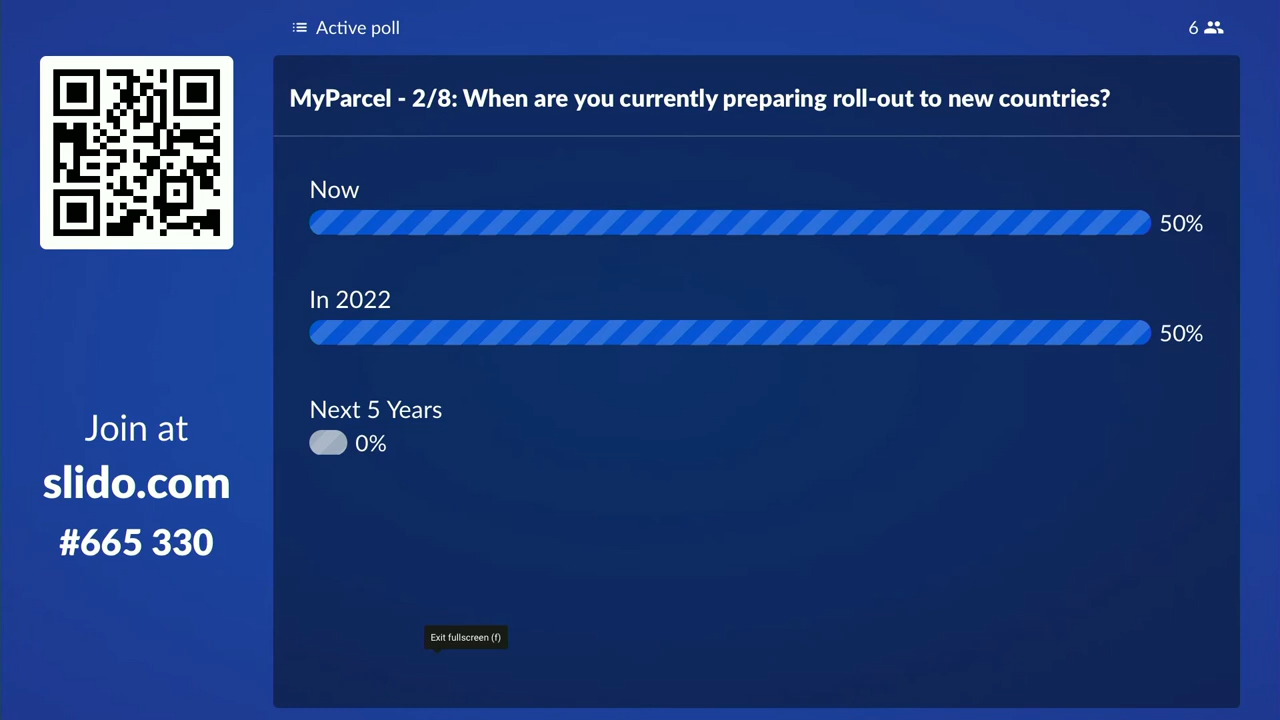 Active poll
6
MyParcel - 2/8: When are you currently preparing roll-out to new countries?
Now
50%
In 2022
50%
Next 5 Years
0%
Join at
slido.com
#665 330
Exit fullscreen (f)